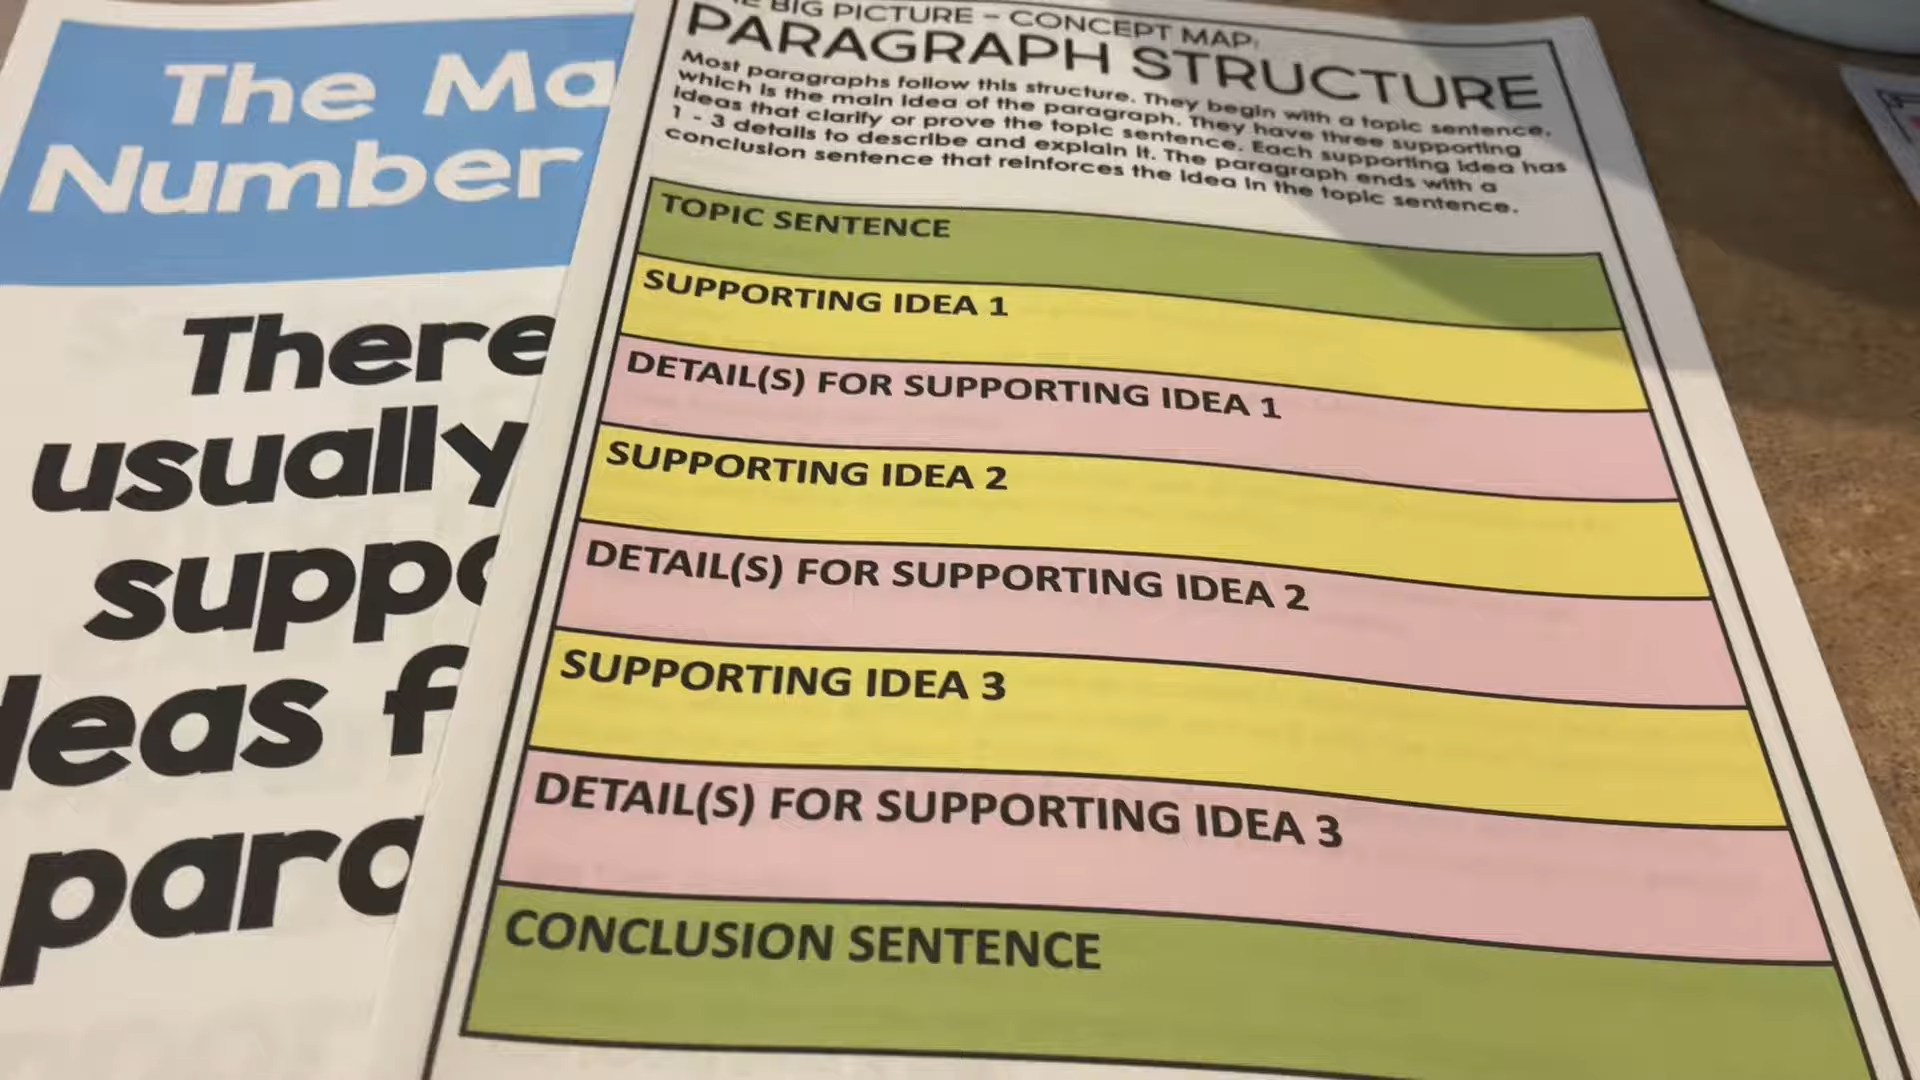 The Ma
Number
There
usually
suppo
deas f
para
BIG PICTURE – CONCEPT MAP:
PARAGRAPH STRUCTURE
Most paragraphs follow this structure. They begin with a topic sentence,
which is the main idea of the paragraph. They have three supporting
ideas that clarify or prove the topic sentence. Each supporting idea has
1 - 3 details to describe and explain it. The paragraph ends with a
conclusion sentence that reinforces the idea in the topic sentence.
TOPIC SENTENCE
SUPPORTING IDEA 1
DETAIL(S) FOR SUPPORTING IDEA 1
SUPPORTING IDEA 2
DETAIL(S) FOR SUPPORTING IDEA 2
SUPPORTING IDEA 3
DETAIL(S) FOR SUPPORTING IDEA 3
CONCLUSION SENTENCE